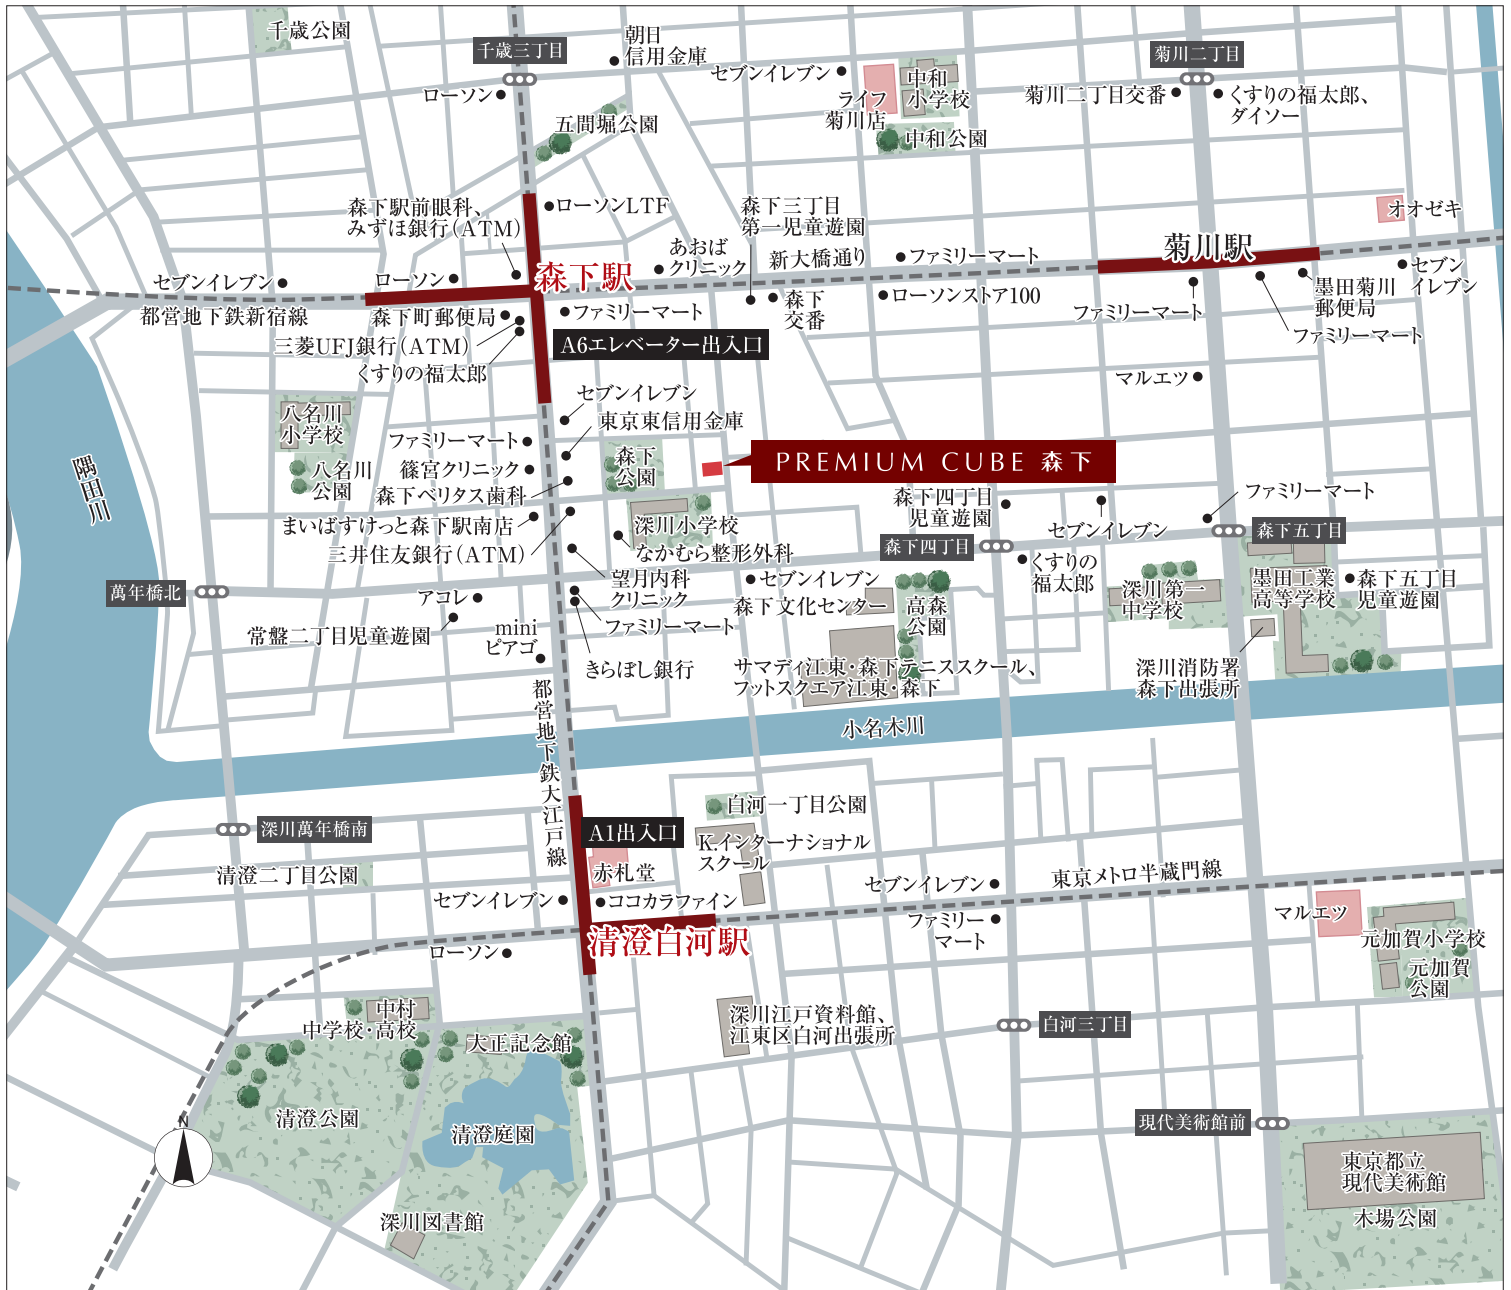 千歳公園
千歳三丁目
朝日
信用金庫
セブンイレブン
ローソン
五間堀公園
ライフ
菊川店
中和
小学校
中和公園
菊川二丁目
菊川二丁目交番
くすりの福太郎、
ダイソー
オオゼキ
森下駅前眼科、
みずほ銀行（ATM）
ローソンLTF
森下三丁目
第一児童遊園
あおば
クリニック
新大橋通り
ファミリーマート
菊川駅
セブン
イレブン
セブンイレブン
ローソン
森下駅
都営地下鉄新宿線
森下町郵便局
ファミリーマート
森下
交番
ローソンストア100
ファミリーマート
墨田菊川
郵便局
ファミリーマート
三菱UFJ銀行（ATM）
くすりの福太郎
A6エレベーター出入口
マルエツ
セブンイレブン
東京東信用金庫
八名川
小学校
ファミリーマート
篠宮クリニック
八名川
公園
森下ベリタス歯科
森下
公園
PREMIUM CUBE 森下
隅田川
まいばすけっと森下駅南店
三井住友銀行（ATM）
深川小学校
なかむら整形外科
森下四丁目
児童遊園
セブンイレブン
ファミリーマート
森下五丁目
森下四丁目
くすりの
福太郎
萬年橋北
アコレ
望月内科
クリニック
セブンイレブン
森下文化センター
高森
公園
深川第一
中学校
墨田工業
高等学校
森下五丁目
児童遊園
常盤二丁目児童遊園
mini
ピアゴ
ファミリーマート
きらぼし銀行
サマディ江東・森下テニススクール、
フットスクエア江東・森下
深川消防署
森下出張所
都営地下鉄大江戸線
小名木川
白河一丁目公園
深川萬年橋南
A1出入口
K.インターナショナル
スクール
清澄二丁目公園
赤札堂
セブンイレブン
ココカラファイン
セブンイレブン
東京メトロ半蔵門線
ファミリー
マート
マルエツ
ローソン
清澄白河駅
元加賀小学校
元加賀
公園
中村
中学校・高校
大正記念館
深川江戸資料館、
江東区白河出張所
白河三丁目
清澄公園
清澄庭園
現代美術館前
N
東京都立
現代美術館
木場公園
深川図書館